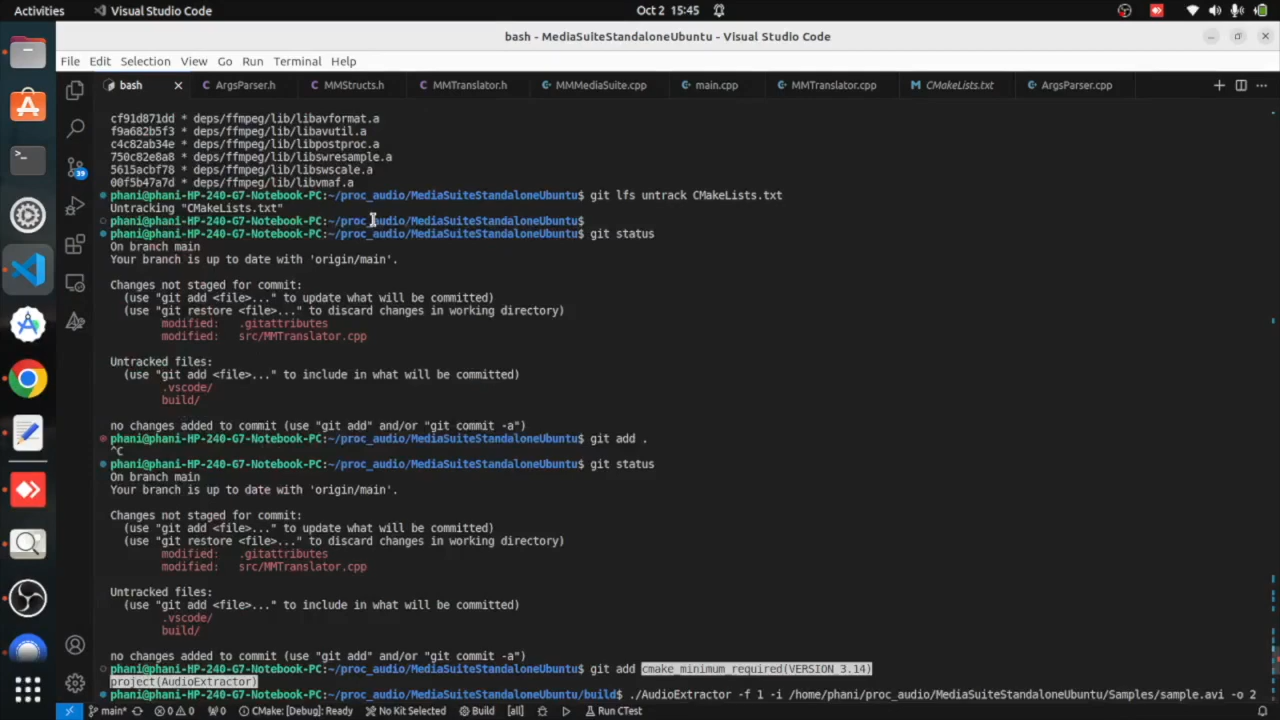 Activities
Visual Studio Code
Oct 2 15:45
bash - MediaSuiteStandaloneUbuntu - Visual Studio Code
File Edit Selection View Go Run Terminal Help
bash ArgsParser.h MMStructs.h MMTranslator.h MMMediaSuite.cpp main.cpp MMTranslator.cpp CMakeLists.txt ArgsParser.cpp
cf91d871dd * deps/ffmpeg/lib/libavformat.a
f9a682b5f3 * deps/ffmpeg/lib/libavutil.a
c4c82ab34e * deps/ffmpeg/lib/libpostproc.a
750c82e8a8 * deps/ffmpeg/lib/libswresample.a
5615acbf78 * deps/ffmpeg/lib/libswscale.a
00f5b47a7d * deps/ffmpeg/lib/libvmaf.a
phani@phani-HP-240-G7-Notebook-PC:~/proc_audio/MediaSuiteStandaloneUbuntu$ git lfs untrack CMakeLists.txt
Untracking "CMakeLists.txt"
phani@phani-HP-240-G7-Notebook-PC:~/proc_audio/MediaSuiteStandaloneUbuntu$
phani@phani-HP-240-G7-Notebook-PC:~/proc_audio/MediaSuiteStandaloneUbuntu$ git status
On branch main
Your branch is up to date with 'origin/main'.
Changes not staged for commit:
(use "git add <file>..." to update what will be committed)
(use "git restore <file>..." to discard changes in working directory)
modified: .gitattributes
modified: src/MMTranslator.cpp
Untracked files:
(use "git add <file>..." to include in what will be committed)
.vscode/
build/
no changes added to commit (use "git add" and/or "git commit -a")
phani@phani-HP-240-G7-Notebook-PC:~/proc_audio/MediaSuiteStandaloneUbuntu$ git add .
^C
phani@phani-HP-240-G7-Notebook-PC:~/proc_audio/MediaSuiteStandaloneUbuntu$ git status
On branch main
Your branch is up to date with 'origin/main'.
Changes not staged for commit:
(use "git add <file>..." to update what will be committed)
(use "git restore <file>..." to discard changes in working directory)
modified: .gitattributes
modified: src/MMTranslator.cpp
Untracked files:
(use "git add <file>..." to include in what will be committed)
.vscode/
build/
no changes added to commit (use "git add" and/or "git commit -a")
phani@phani-HP-240-G7-Notebook-PC:~/proc_audio/MediaSuiteStandaloneUbuntu$ git add cmake_minimum_required(VERSION 3.14)
project(AudioExtractor)
phani@phani-HP-240-G7-Notebook-PC:~/proc_audio/MediaSuiteStandaloneUbuntu/build$ ./AudioExtractor -f 1 -i /home/phani/proc_audio/MediaSuiteStandaloneUbuntu/Samples/sample.avi -o 2
39
main* 0 0 0 CMake: [Debug]: Ready No Kit Selected Build [all] Run CTest